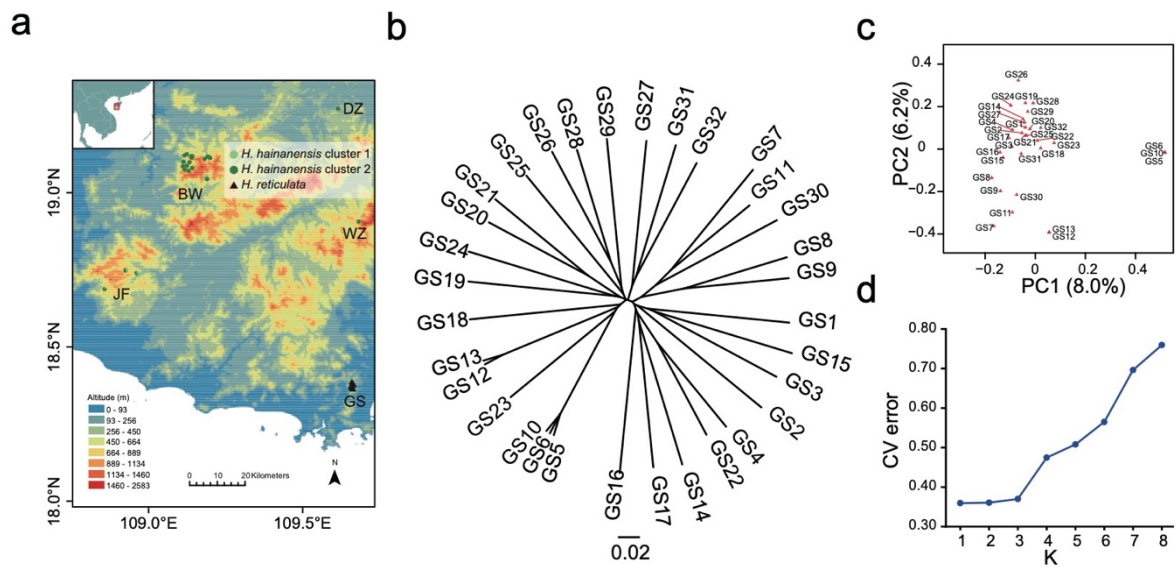 a
DZ
H hainanensis cluster 1
H hainanensis cluster 2
H. reticulata
BW
WZ
JF
GS
19.0°N
18.5°N
18.0°N
Altitude (m)
0 - 93
93 - 256
256 - 450
450 - 664
664 - 889
889 - 1134
1134 - 1460
1460 - 2583
0 10 20 Kilometers
N
109.0°E 109.5°E
b
GS27
GS31
GS32
GS7
GS11
GS30
GS8
GS9
GS1
GS15
GS3
GS2
GS4
GS22
GS14
GS17
GS16
GS5
GS6
GS10
GS23
GS12
GS13
GS18
GS19
GS24
GS20
GS21
GS25
GS26
GS28
GS29
0.02
c
PC2 (6.2%)
0.4
0.2
0
−0.2
−0.4
GS26
GS24 GS19
GS28
GS14
GS29
GS27
GS4
GS20
GS1
GS32
GS2
GS25
GS22
GS17
GS21
GS23
GS3
GS16
GS18
GS15
GS31
GS6
GS10
GS5
GS8
GS9
GS30
GS11
GS7
GS13
GS12
−0.2 0 0.2 0.4
PC1 (8.0%)
d
CV error
0.80
0.70
0.60
0.50
0.40
0.30
1 2 3 4 5 6 7 8
K